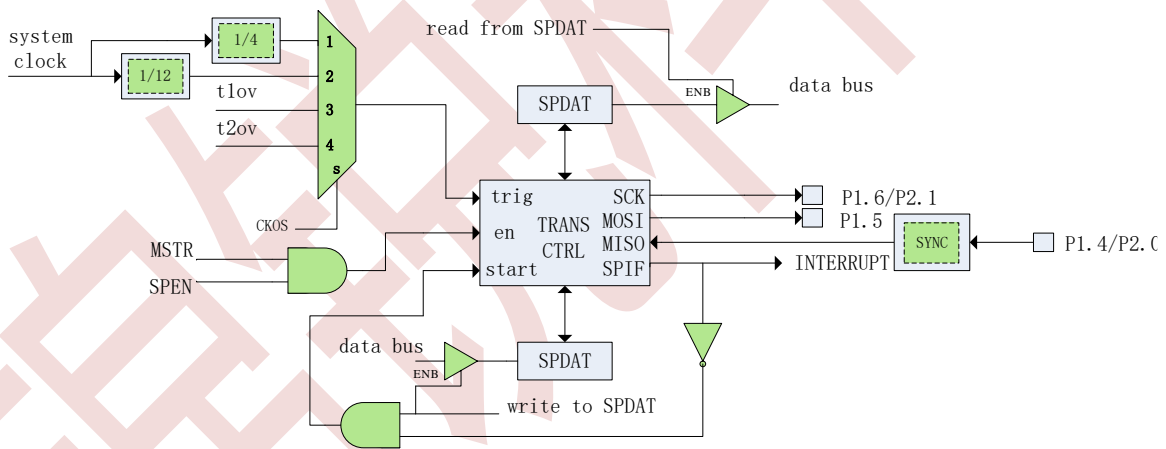 system
clock
1/4
1/12
t1ov
t2ov
1
2
3
4
s
CKOS
MSTR
SPEN
read from SPDAT
ENB
data bus
SPDAT
trig
en
start
TRANS
CTRL
SCK
MOSI
MISO
SPIF
P1.6/P2.1
P1.5
SYNC
P1.4/P2.0
INTERRUPT
data bus
ENB
SPDAT
write to SPDAT